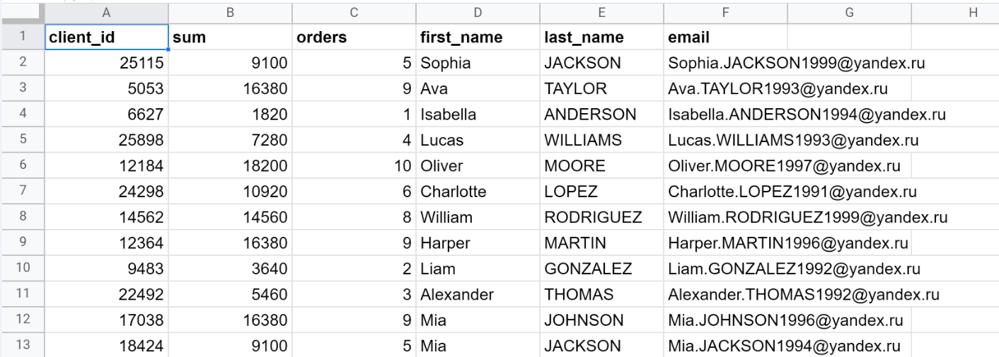 A B C D E F G H
1 client_id sum orders first_name last_name email
2 25115 9100 5 Sophia JACKSON Sophia.JACKSON1999@yandex.ru
3 5053 16380 9 Ava TAYLOR Ava.TAYLOR1993@yandex.ru
4 6627 1820 1 Isabella ANDERSON Isabella.ANDERSON1994@yandex.ru
5 25898 7280 4 Lucas WILLIAMS Lucas.WILLIAMS1993@yandex.ru
6 12184 18200 10 Oliver MOORE Oliver.MOORE1997@yandex.ru
7 24298 10920 6 Charlotte LOPEZ Charlotte.LOPEZ1991@yandex.ru
8 14562 14560 8 William RODRIGUEZ William.RODRIGUEZ1999@yandex.ru
9 12364 16380 9 Harper MARTIN Harper.MARTIN1996@yandex.ru
10 9483 3640 2 Liam GONZALEZ Liam.GONZALEZ1992@yandex.ru
11 22492 5460 3 Alexander THOMAS Alexander.THOMAS1992@yandex.ru
12 17038 16380 9 Mia JOHNSON Mia.JOHNSON1996@yandex.ru
13 18424 9100 5 Mia JACKSON Mia.JACKSON1994@yandex.ru